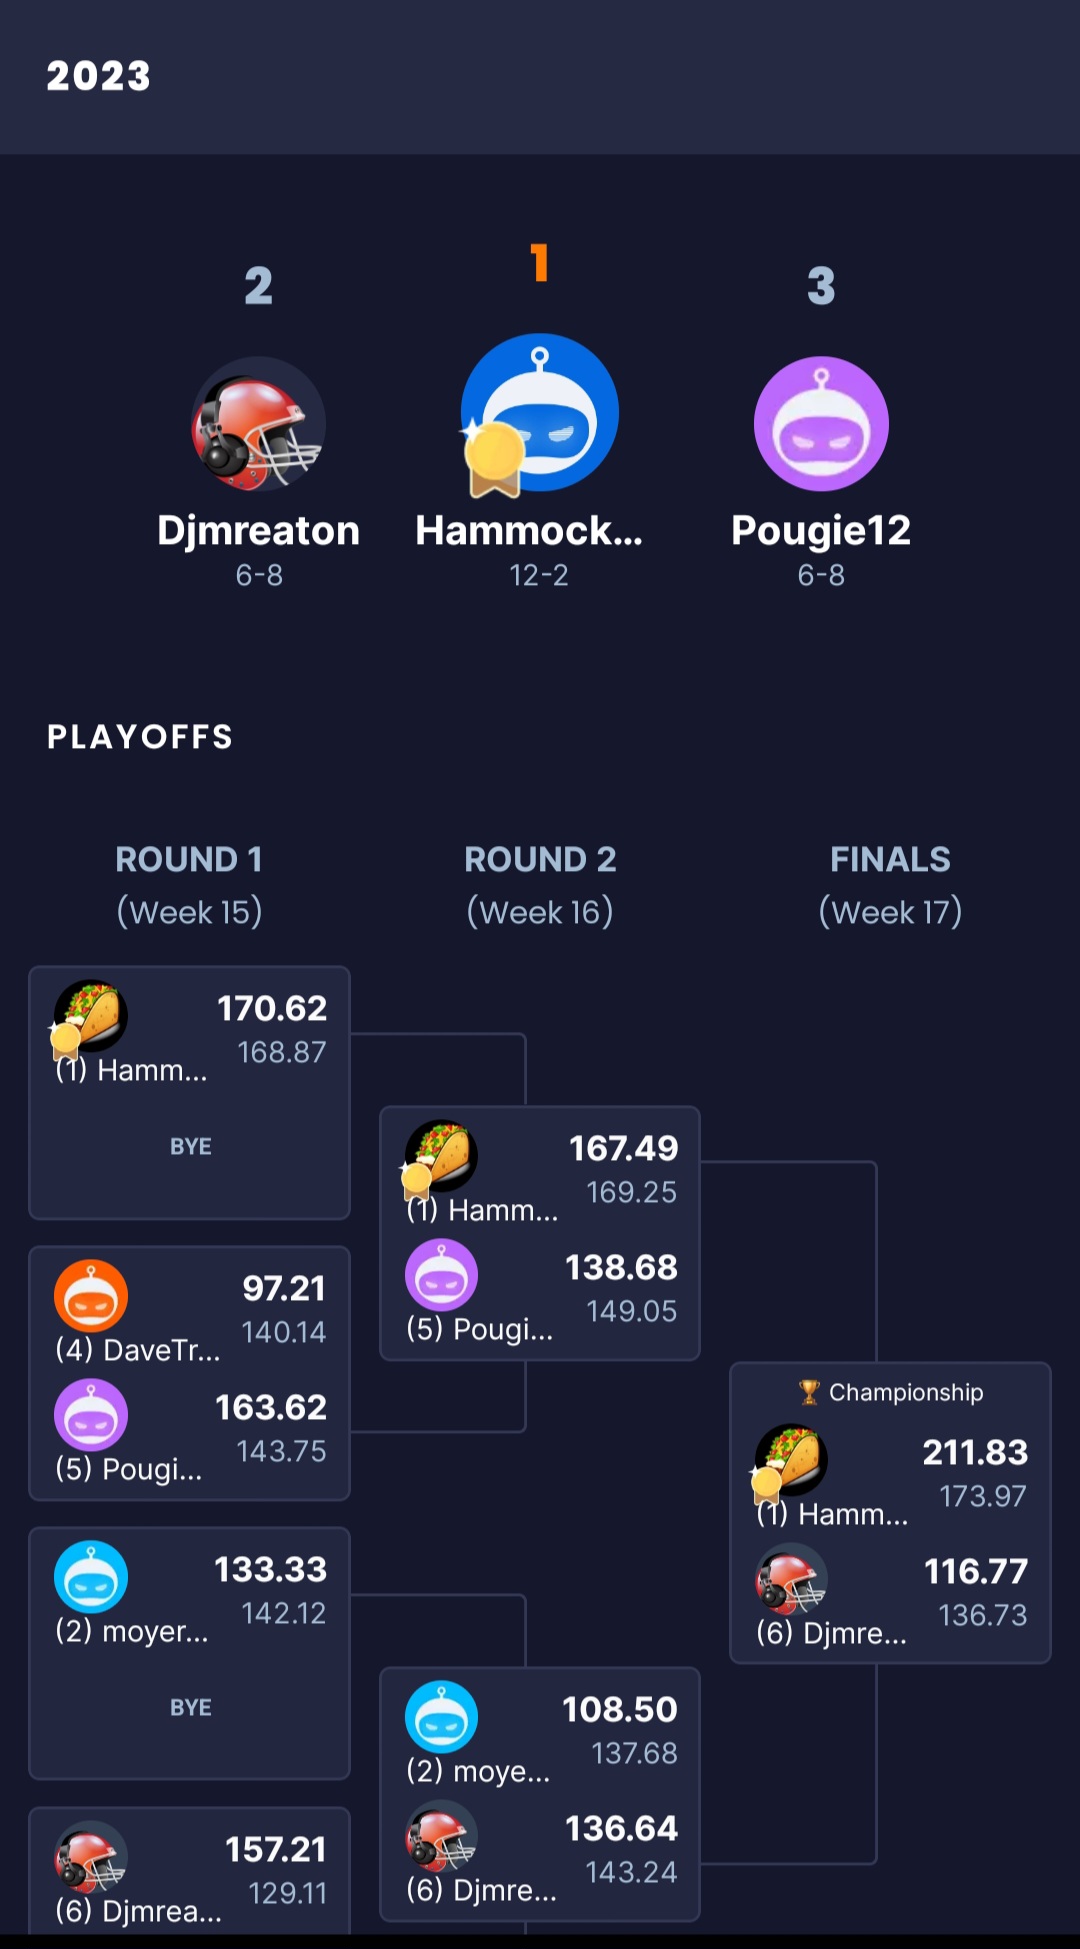 2023
2
1
3
Djmreaton
Hammock...
Pougie12
6-8
12-2
6-8
PLAYOFFS
ROUND 1
(Week 15)
ROUND 2
(Week 16)
FINALS
(Week 17)
170.62
168.87
(1) Hamm...
BYE
97.21
140.14
(4) DaveTr...
163.62
143.75
(5) Pougi...
133.33
142.12
(2) moyer...
BYE
157.21
129.11
(6) Djmrea...
167.49
169.25
(1) Hamm...
138.68
149.05
(5) Pougi...
108.50
137.68
(2) moye...
136.64
143.24
(6) Djmre...
🏆 Championship
211.83
173.97
(1) Hamm...
116.77
136.73
(6) Djmre...